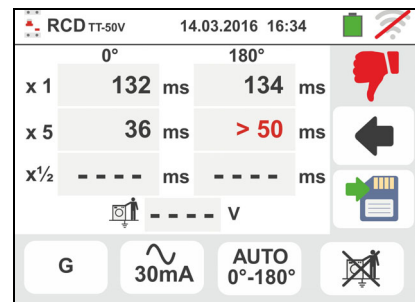 RCD TT-50V 14.03.2016 16:34
0° 180°
x 1 132 ms 134 ms
x 5 36 ms > 50 ms
x½ - - - - ms - - - - ms
- - - - V
G 30mA AUTO 0°-180°